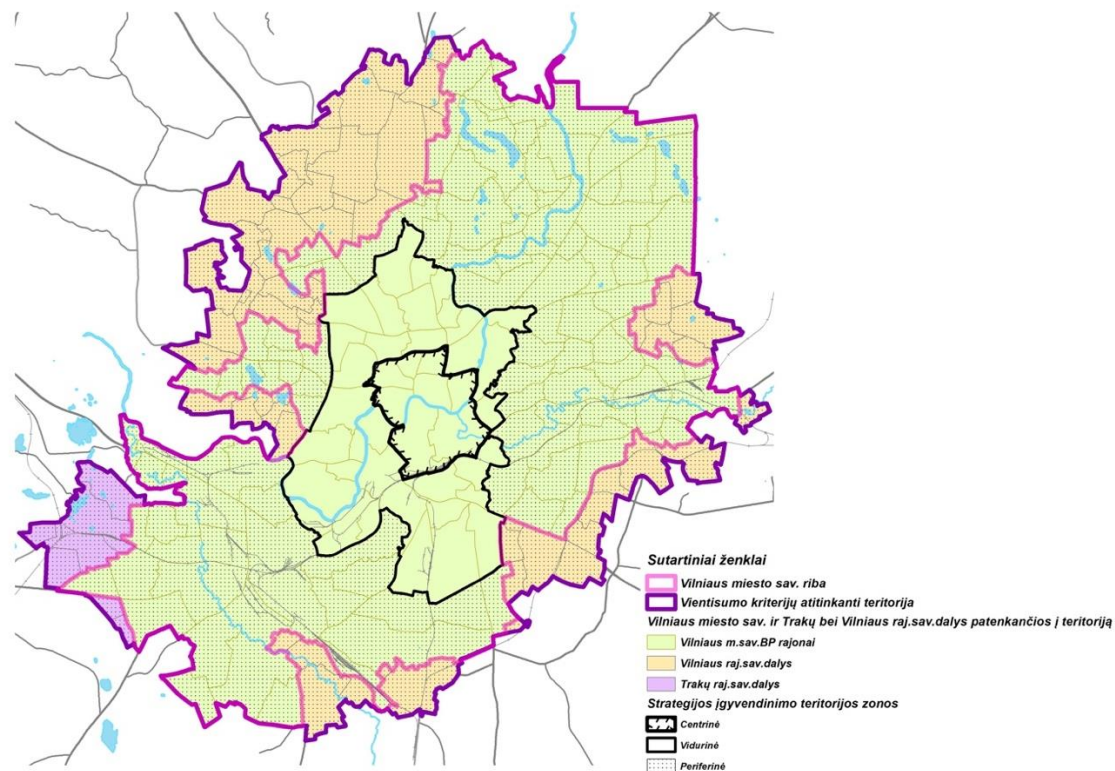 Sutartiniai ženklai
Vilniaus miesto sav. riba
Vientisumo kriterijų atitinkanti teritorija
Vilniaus miesto sav. ir Trakų bei Vilniaus raj.sav.dalys patenkančios į teritoriją
Vilniaus m.sav.BP rajonai
Vilniaus raj.sav.dalys
Trakų raj.sav.dalys
Strategijos įgyvendinimo teritorijos zonos
Centrinė
Vidurinė
Periferinė